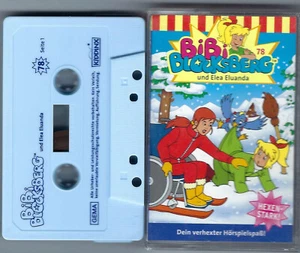 78
Seite 1
BIBI
BLOCKSBERG
und Elea Eluanda
GEMA
KIDDINX
BIBI
BLOCKSBERG
78
und Elea Eluanda
HEXEN-
STARK!
Dein verhexter Hörspielspaß!